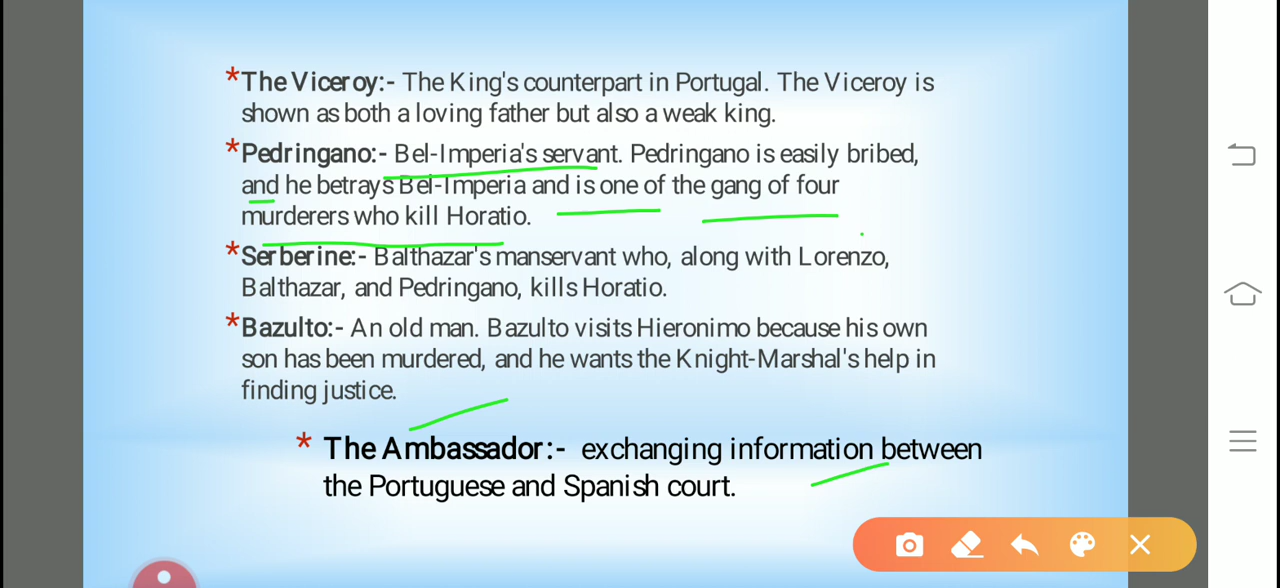 *The Viceroy:- The King's counterpart in Portugal. The Viceroy is
shown as both a loving father but also a weak king.
*Pedringano:- Bel-Imperia's servant. Pedringano is easily bribed,
and he betrays Bel-Imperia and is one of the gang of four
murderers who kill Horatio.
*Serberine:- Balthazar's manservant who, along with Lorenzo,
Balthazar, and Pedringano, kills Horatio.
*Bazulto:- An old man. Bazulto visits Hieronimo because his own
son has been murdered, and he wants the Knight-Marshal's help in
finding justice.
* The Ambassador:- exchanging information between
the Portuguese and Spanish court.